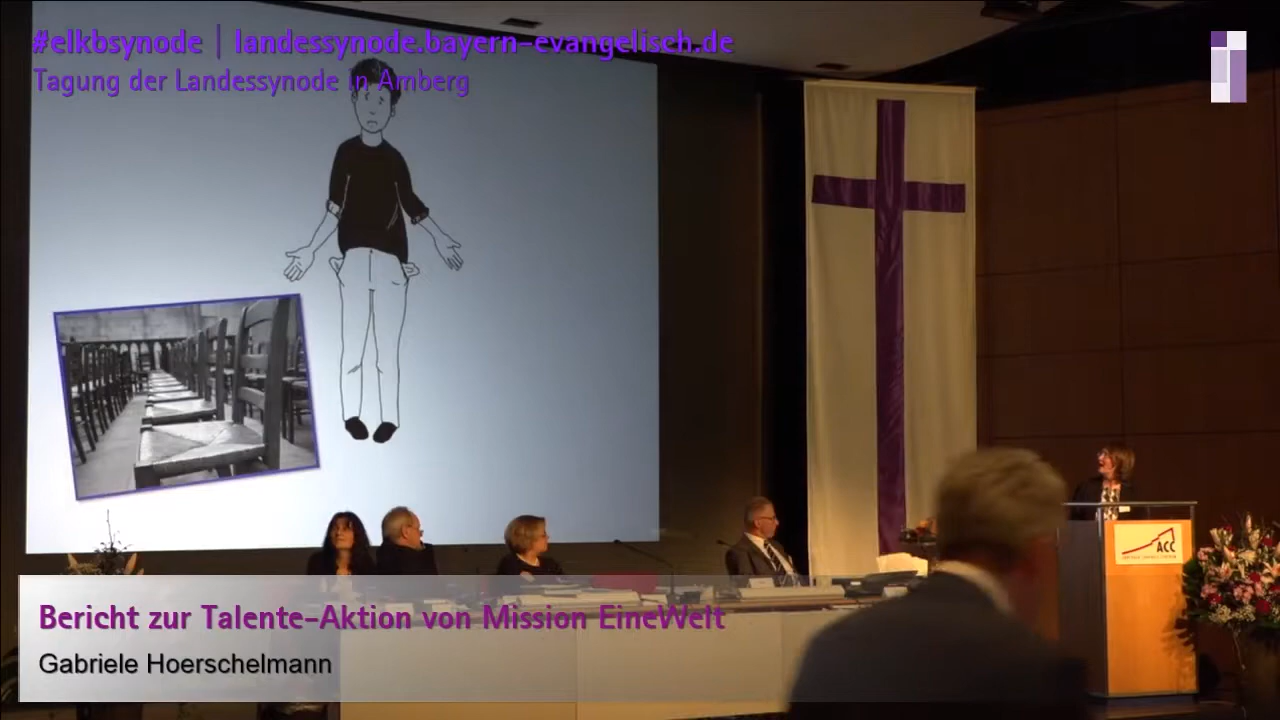 #elkbsynode | landessynode.bayern-evangelisch.de
Tagung der Landessynode in Amberg
ACC
Bericht zur Talente-Aktion von Mission EineWelt
Gabriele Hoerschelmann